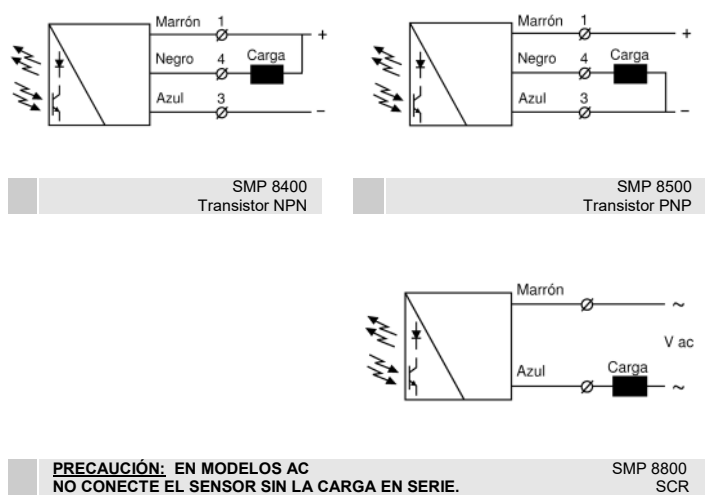 Marrón 1
+
Negro 4 Carga
Azul 3
–
SMP 8400
Transistor NPN
Marrón 1
+
Negro 4 Carga
Azul 3
–
SMP 8500
Transistor PNP
Marrón
~
V ac
Azul Carga
~
PRECAUCIÓN: EN MODELOS AC
NO CONECTE EL SENSOR SIN LA CARGA EN SERIE.
SMP 8800
SCR